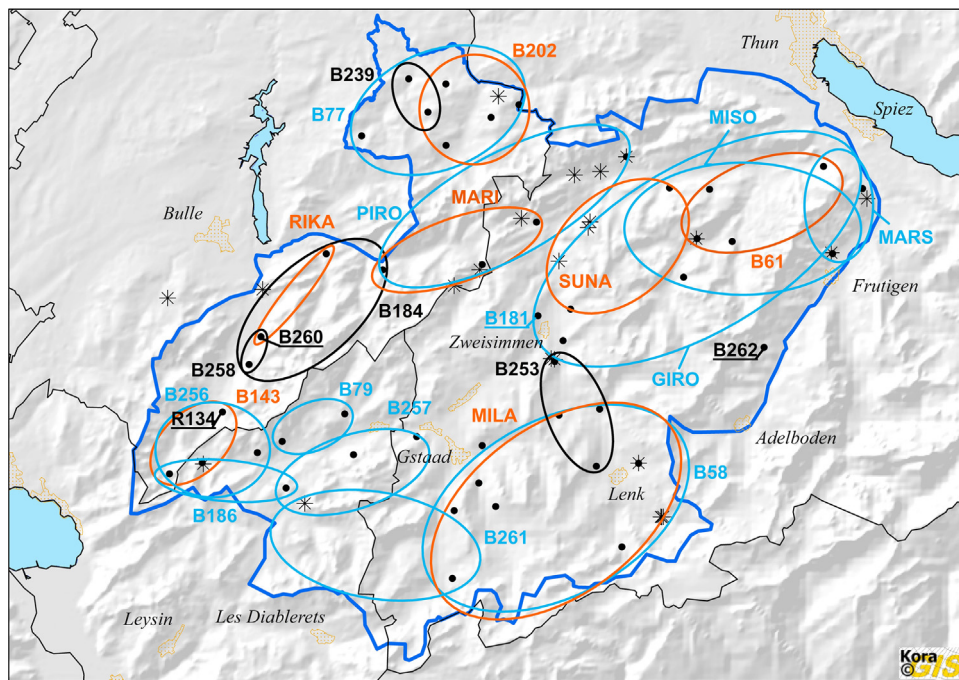 Thun
B202
B239
Spiez
B77
MISO
MARI
PIRO
Bulle
RIKA
MARS
B61
SUNA
Frutigen
B184
B181
B260
Zweisimmen
B262
B253
B258
GIRO
B256
B143
B79
B257
R134
MILA
Adelboden
Gstaad
B58
Lenk
B186
B261
Leysin
Les Diablerets
Kora
© GIS